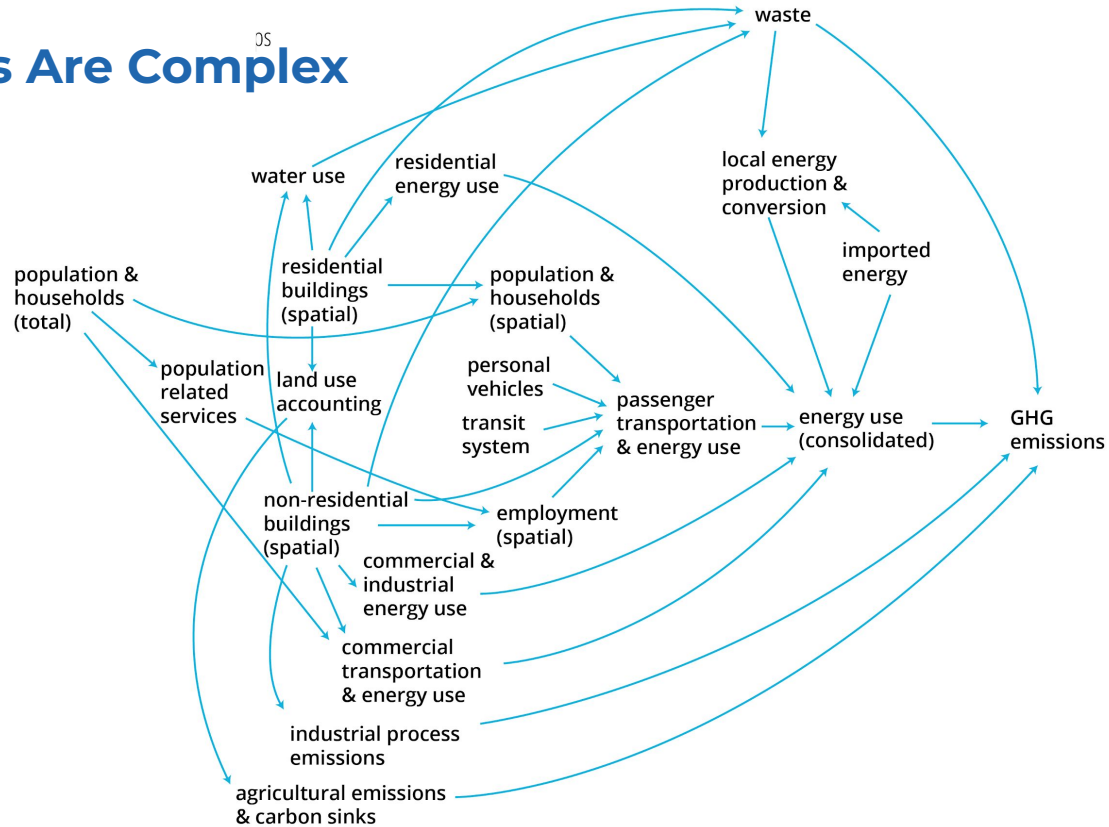 s Are Complex
waste
water use
residential
energy use
local energy
production &
conversion
imported
energy
population &
households
(total)
residential
buildings
(spatial)
population &
households
(spatial)
population
related
services
land use
accounting
personal
vehicles
transit
system
passenger
transportation
& energy use
energy use
(consolidated)
GHG
emissions
non-residential
buildings
(spatial)
employment
(spatial)
commercial &
industrial
energy use
commercial
transportation
& energy use
industrial process
emissions
agricultural emissions
& carbon sinks